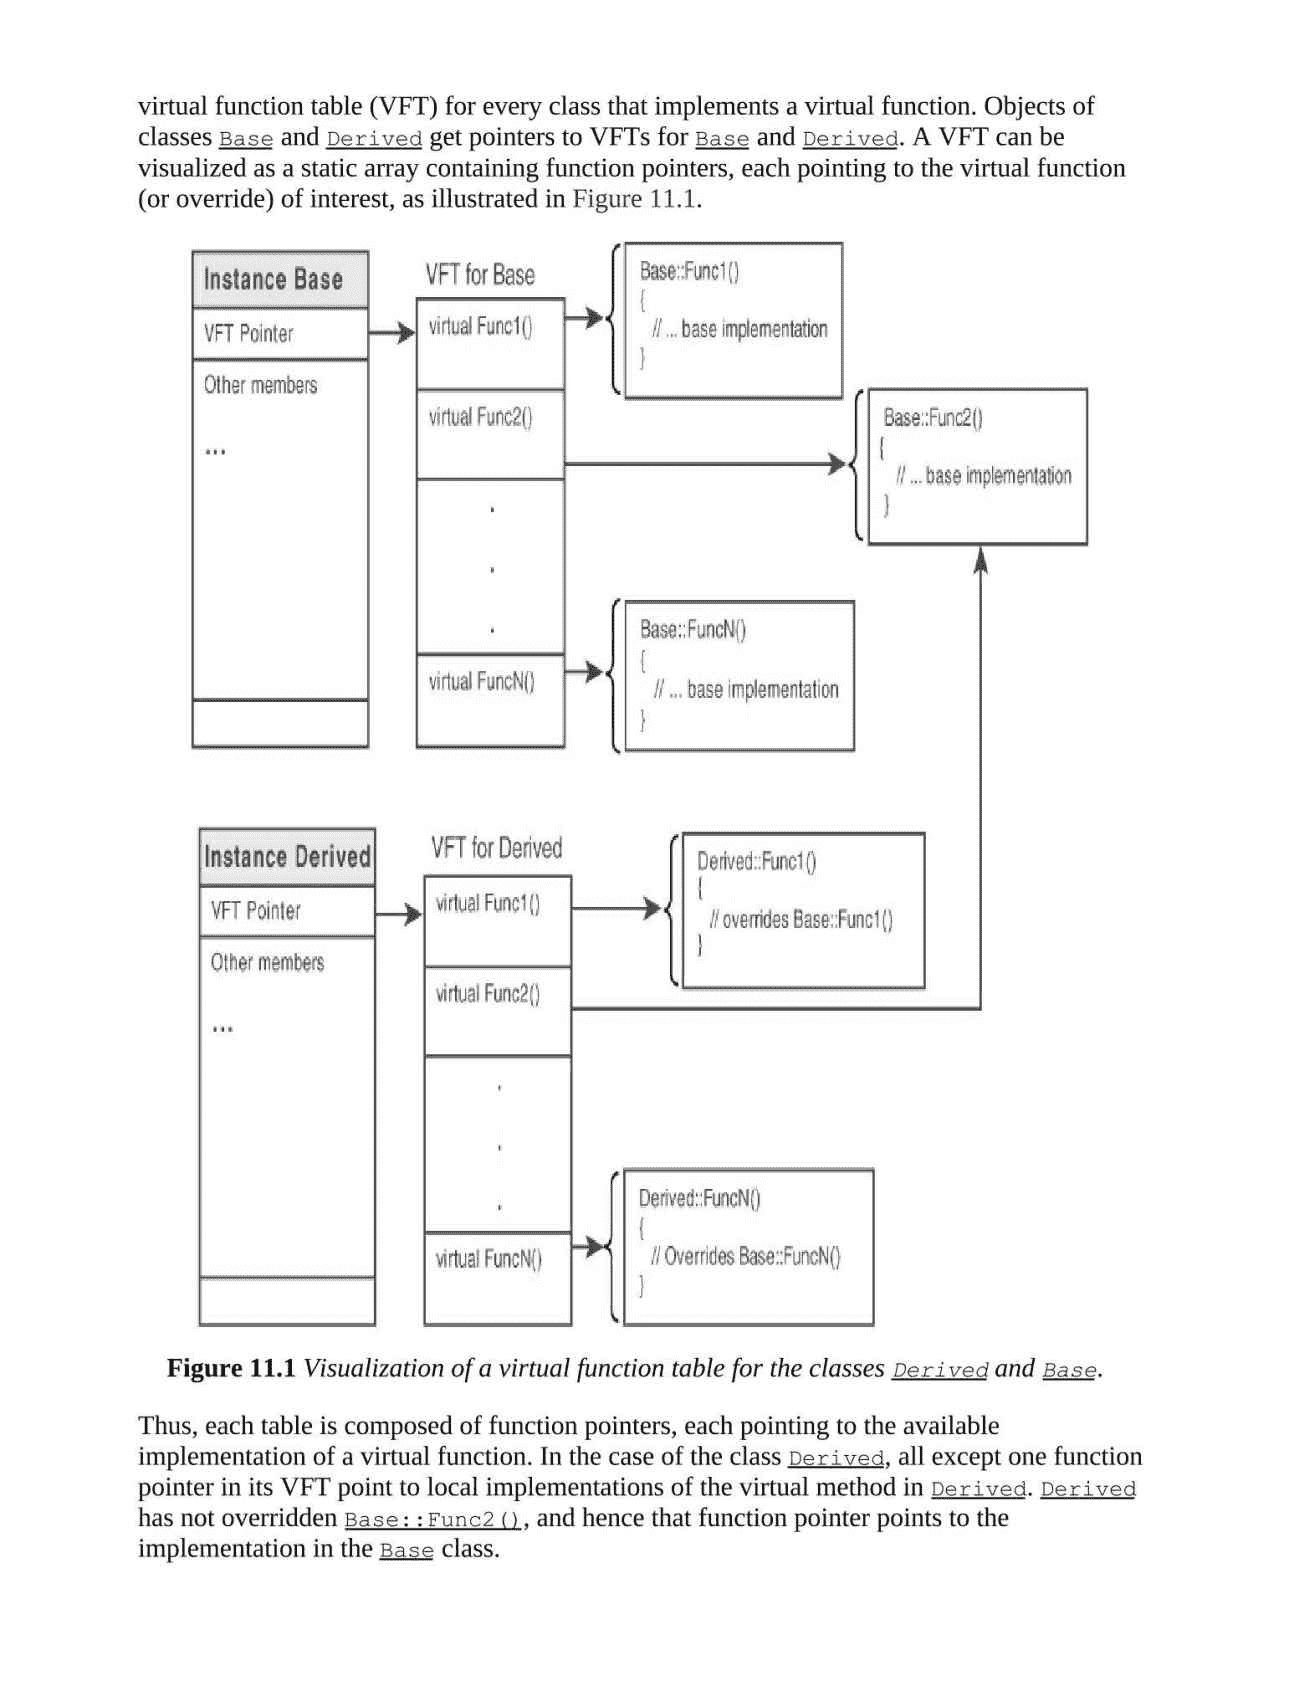 virtual function table (VFT) for every class that implements a virtual function. Objects of
classes Base and Derived get pointers to VFTs for Base and Derived. A VFT can be
visualized as a static array containing function pointers, each pointing to the virtual function
(or override) of interest, as illustrated in Figure 11.1.
Instance Base
VFT Pointer
Other members
...
VFT for Base
virtual Func1()
virtual Func2()
.
.
.
virtual FuncN()
Base::Func1()
{
// ... base implementation
}
Base::Func2()
{
// ... base implementation
}
Base::FuncN()
{
// ... base implementation
}
Instance Derived
VFT Pointer
Other members
...
VFT for Derived
virtual Func1()
virtual Func2()
.
.
.
virtual FuncN()
Derived::Func1()
{
// overrides Base::Func1()
}
Derived::FuncN()
{
// Overrides Base::FuncN()
}
Figure 11.1 Visualization of a virtual function table for the classes Derived and Base.
Thus, each table is composed of function pointers, each pointing to the available
implementation of a virtual function. In the case of the class Derived, all except one function
pointer in its VFT point to local implementations of the virtual method in Derived. Derived
has not overridden Base::Func2(), and hence that function pointer points to the
implementation in the Base class.